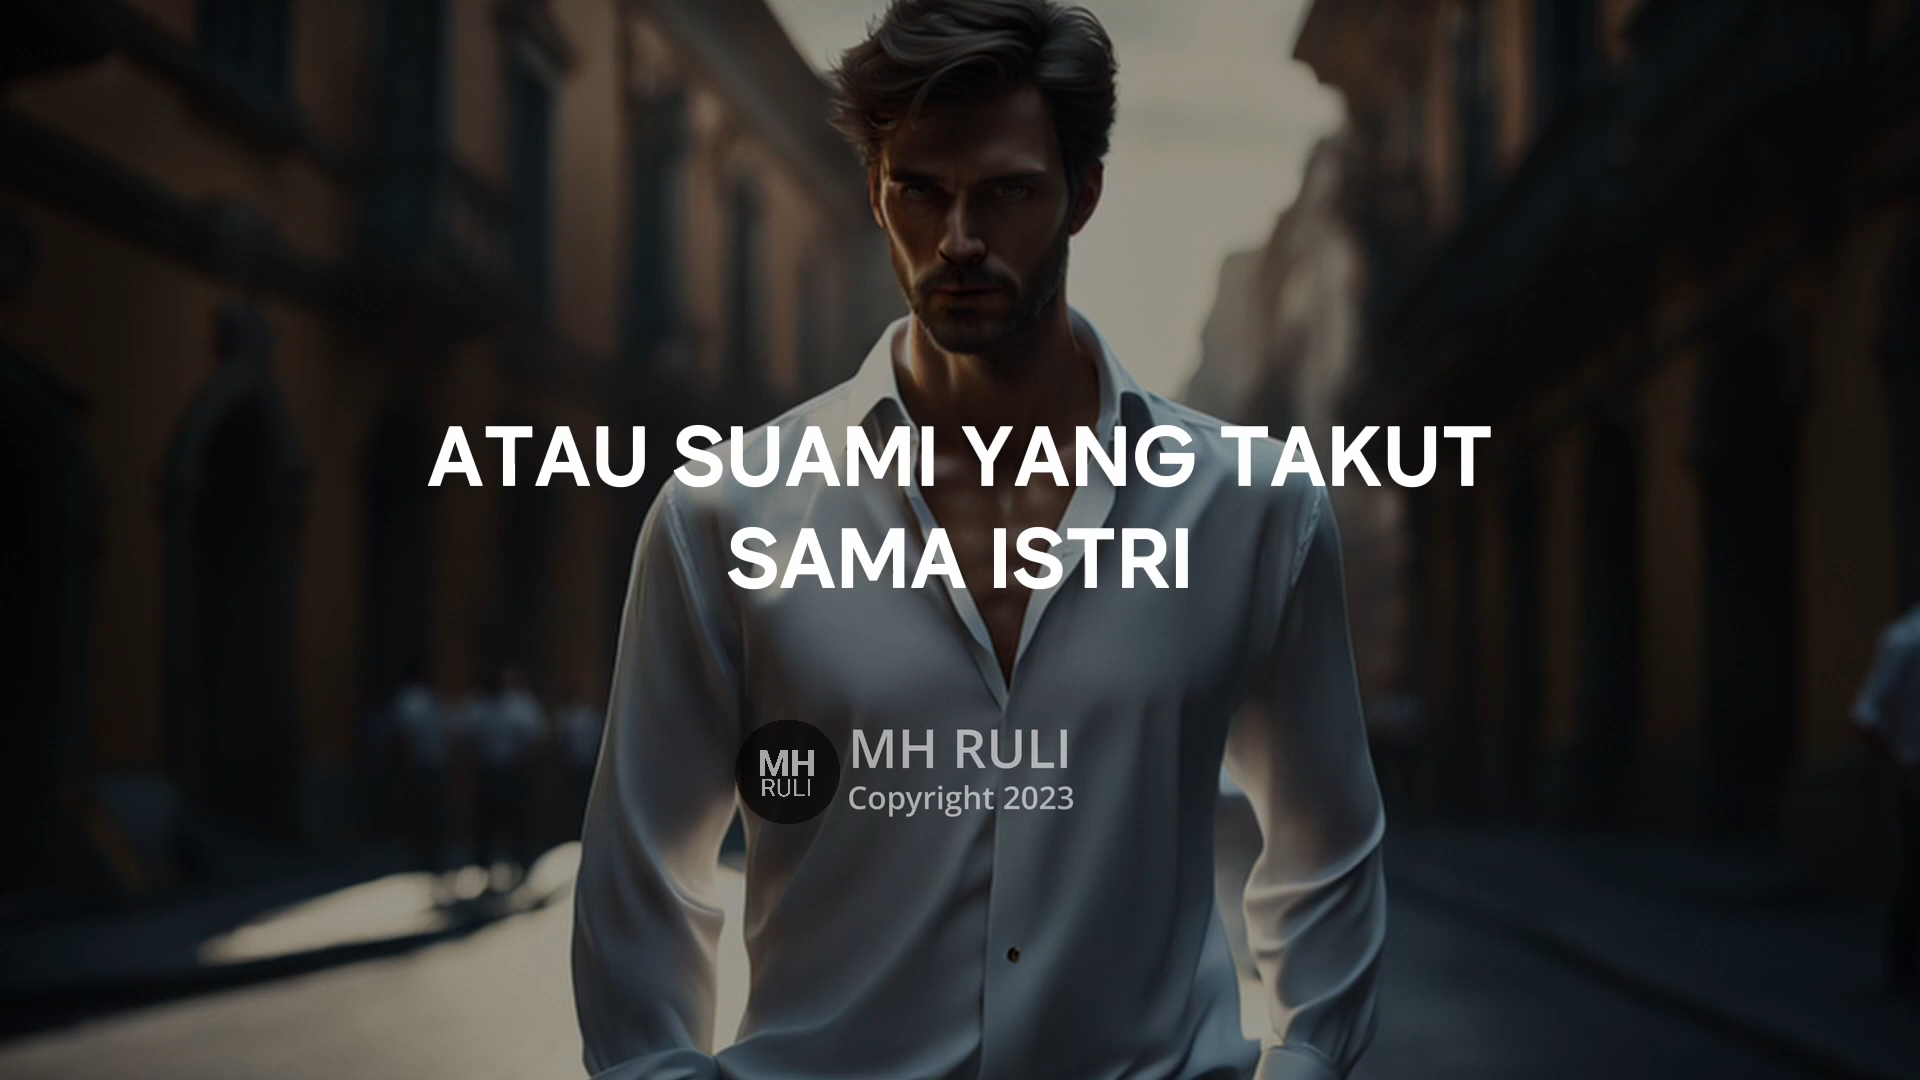 ATAU SUAMI YANG TAKUT
SAMA ISTRI
MH
RULI
MH RULI
Copyright 2023